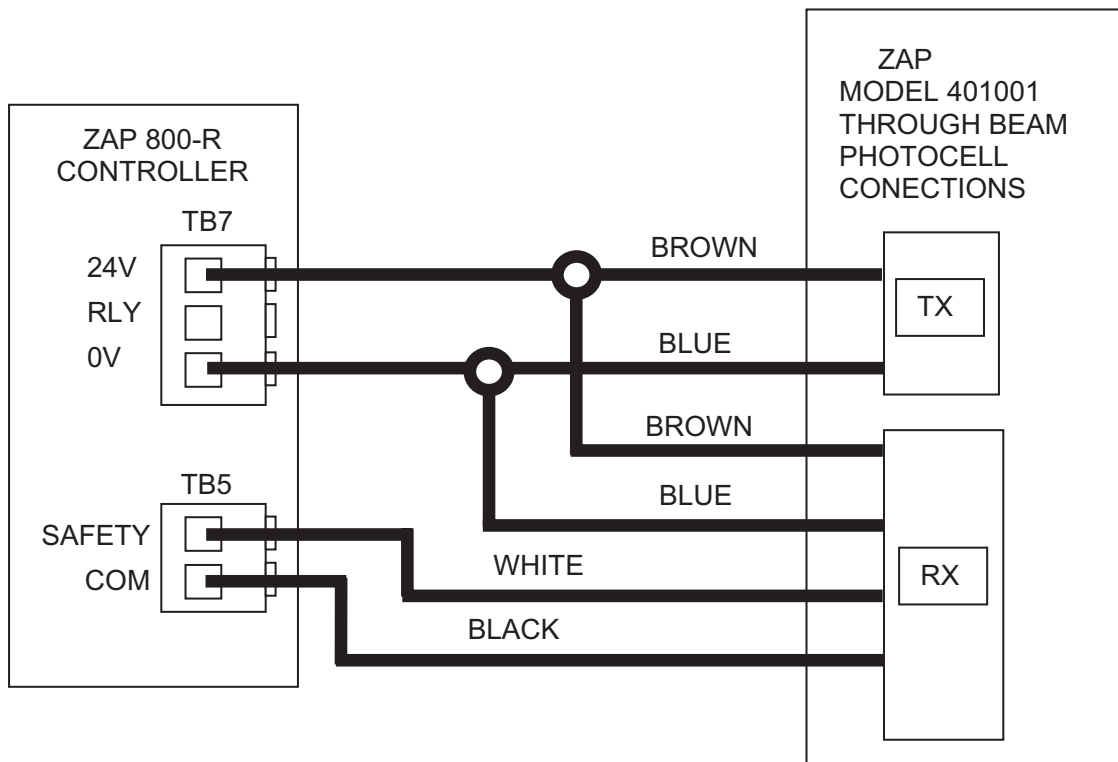 ZAP 800-R
CONTROLLER
TB7
24V
RLY
0V
TB5
SAFETY
COM
BROWN
BLUE
BROWN
BLUE
WHITE
BLACK
ZAP
MODEL 401001
THROUGH BEAM
PHOTOCELL
CONECTIONS
TX
RX